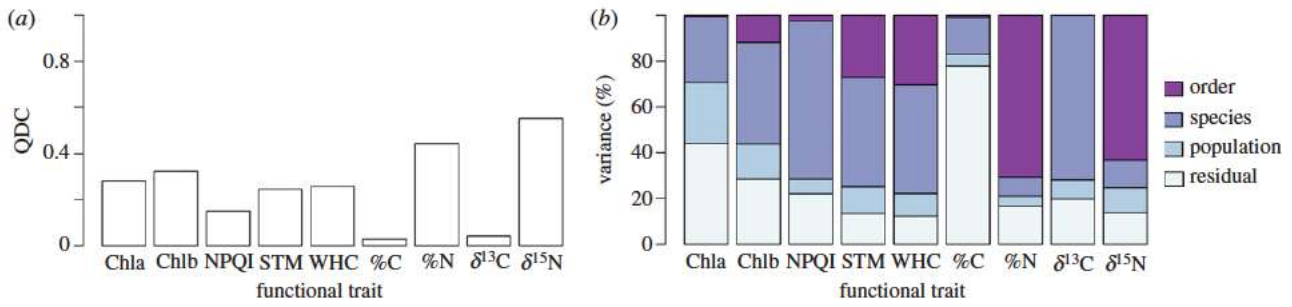 (a)
QDC
0.8
0.4
0
Chla Chlb NPQI STM WHC %C %N δ¹³C δ¹⁵N
functional trait
(b)
variance (%)
80
60
40
20
0
Chla Chlb NPQI STM WHC %C %N δ¹³C δ¹⁵N
functional trait
order
species
population
residual